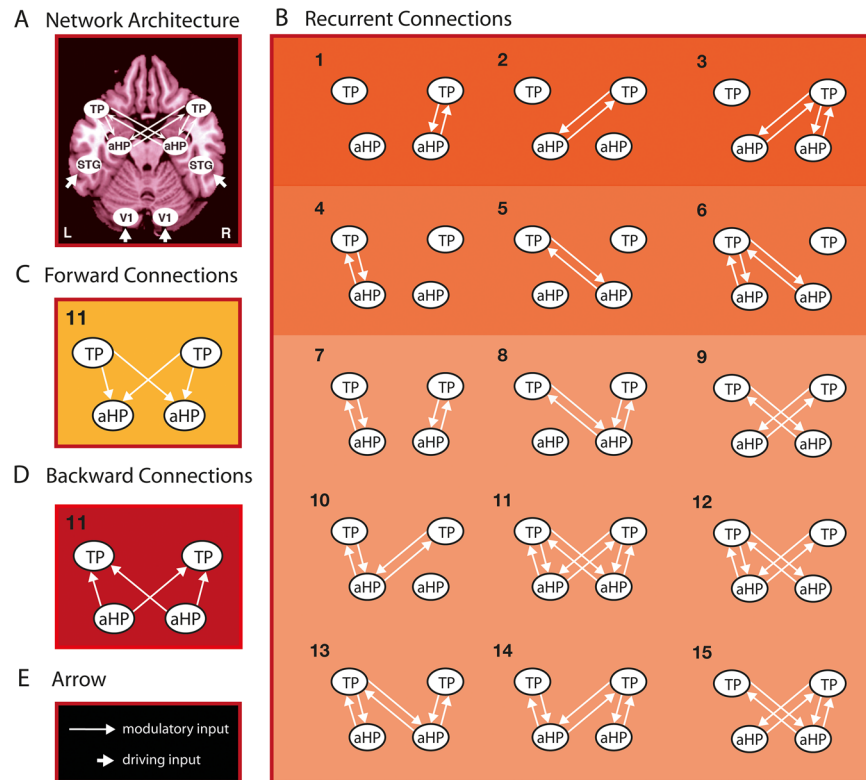 A Network Architecture
TP TP
aHP aHP
STG STG
V1 V1
L R
B Recurrent Connections
1 2 3
TP TP TP TP TP TP
aHP aHP aHP aHP aHP aHP
4 5 6
TP TP TP TP TP TP
aHP aHP aHP aHP aHP aHP
7 8 9
TP TP TP TP TP TP
aHP aHP aHP aHP aHP aHP
10 11 12
TP TP TP TP TP TP
aHP aHP aHP aHP aHP aHP
13 14 15
TP TP TP TP TP TP
aHP aHP aHP aHP aHP aHP
C Forward Connections
11
TP TP
aHP aHP
D Backward Connections
11
TP TP
aHP aHP
E Arrow
modulatory input
driving input